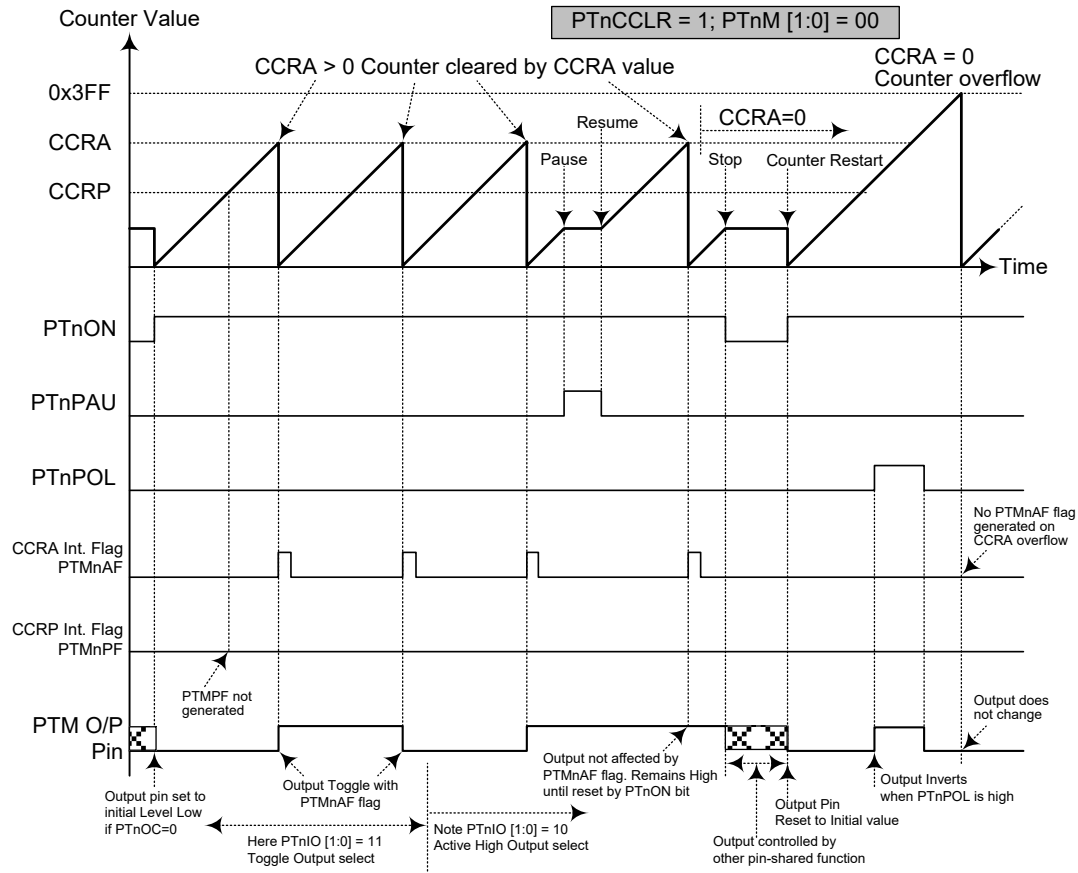 Counter Value
PTnCCLR = 1; PTnM [1:0] = 00
CCRA > 0 Counter cleared by CCRA value
CCRA = 0
Counter overflow
0x3FF
CCRA
CCRP
Resume
CCRA=0
Pause
Stop
Counter Restart
Time
PTnON
PTnPAU
PTnPOL
No PTMnAF flag
generated on
CCRA overflow
CCRA Int. Flag
PTMnAF
CCRP Int. Flag
PTMnPF
PTMPF not
generated
PTM O/P
Pin
Output does
not change
Output pin set to
initial Level Low
if PTnOC=0
Output Toggle with
PTMnAF flag
Here PTnIO [1:0] = 11
Toggle Output select
Output not affected by
PTMnAF flag. Remains High
until reset by PTnON bit
Note PTnIO [1:0] = 10
Active High Output select
Output Pin
Reset to Initial value
Output controlled by
other pin-shared function
Output Inverts
when PTnPOL is high